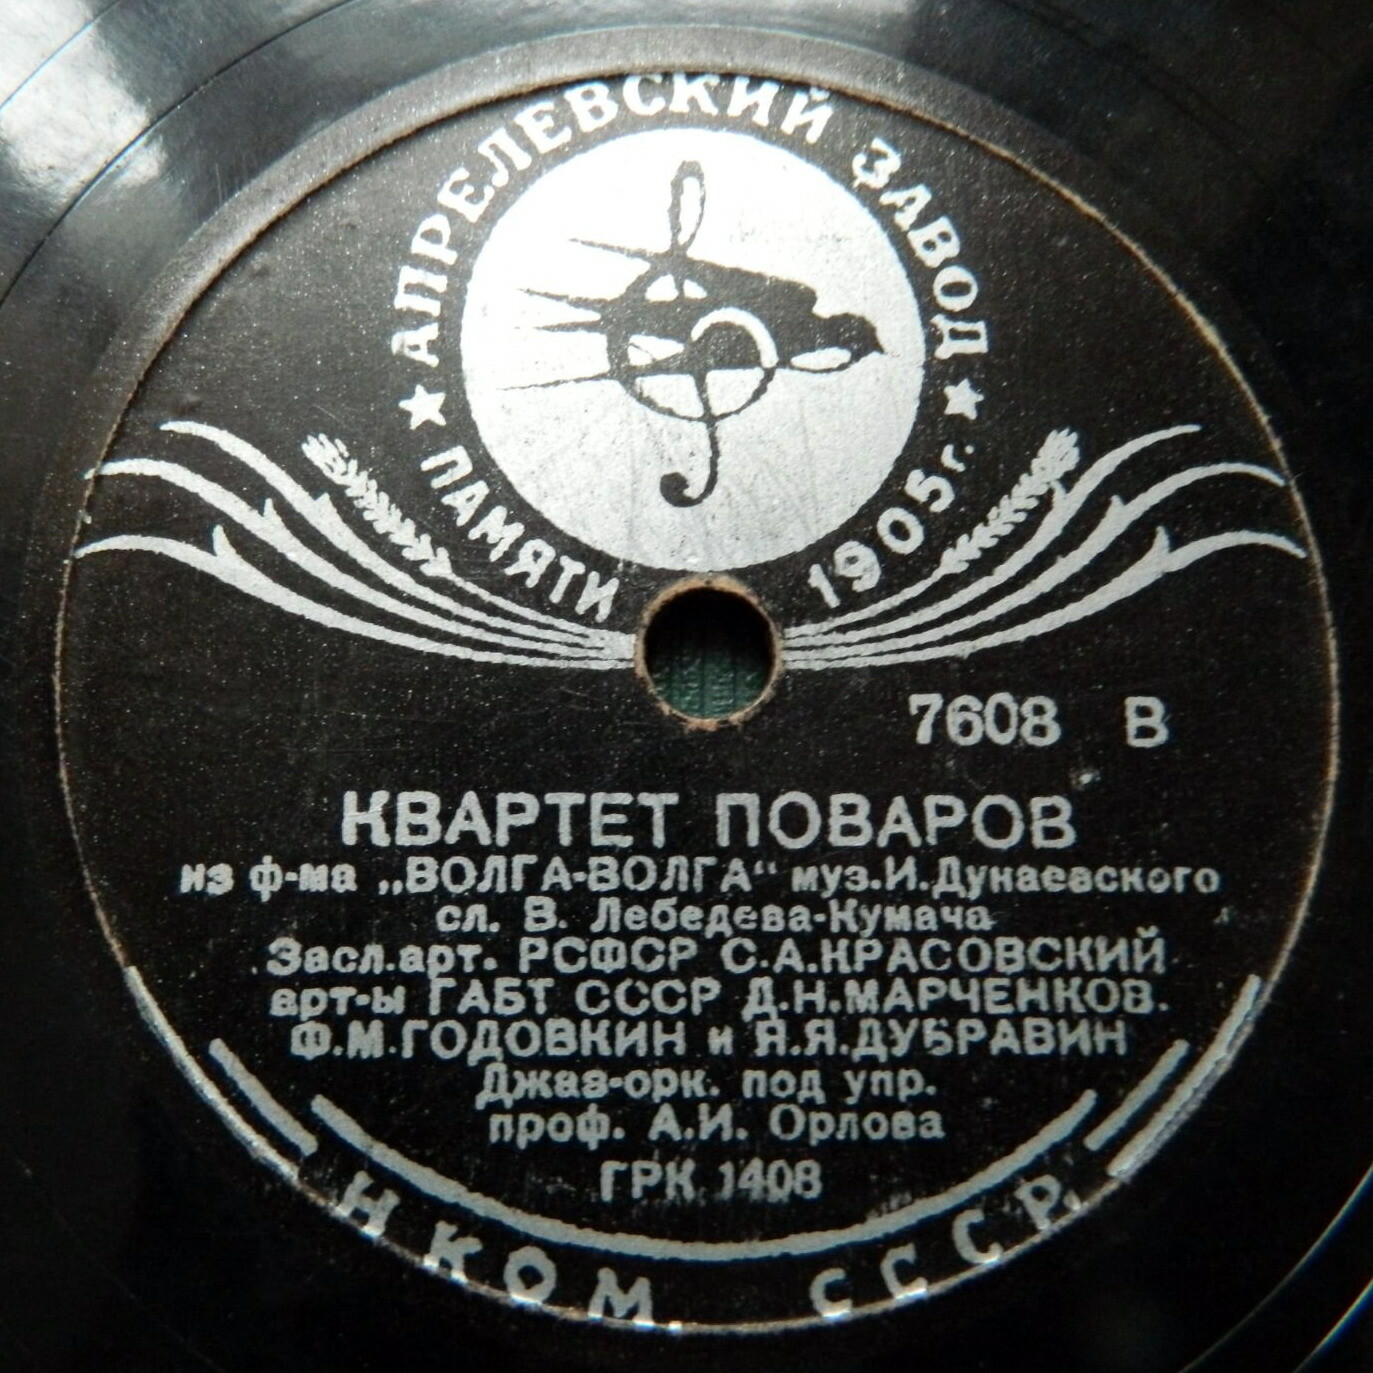 АПРЕЛЕВСКИЙ ЗАВОД
ПАМЯТИ 1905 г.
7608 В
КВАРТЕТ ПОВАРОВ
из ф-ма „ВОЛГА-ВОЛГА“ муз.И.Дунаевского
сл. В. Лебедева-Кумача
Засл.арт. РСФСР С.А.КРАСОВСКИЙ
арт-ы ГАБТ СССР Д.Н.МАРЧЕНКОВ.
Ф.М.ГОДОВКИН и Я.Я.ДУБРАВИН
Джаз-орк. под упр.
проф. А.И. Орлова
ГРК 1408
НКОМ. СССР